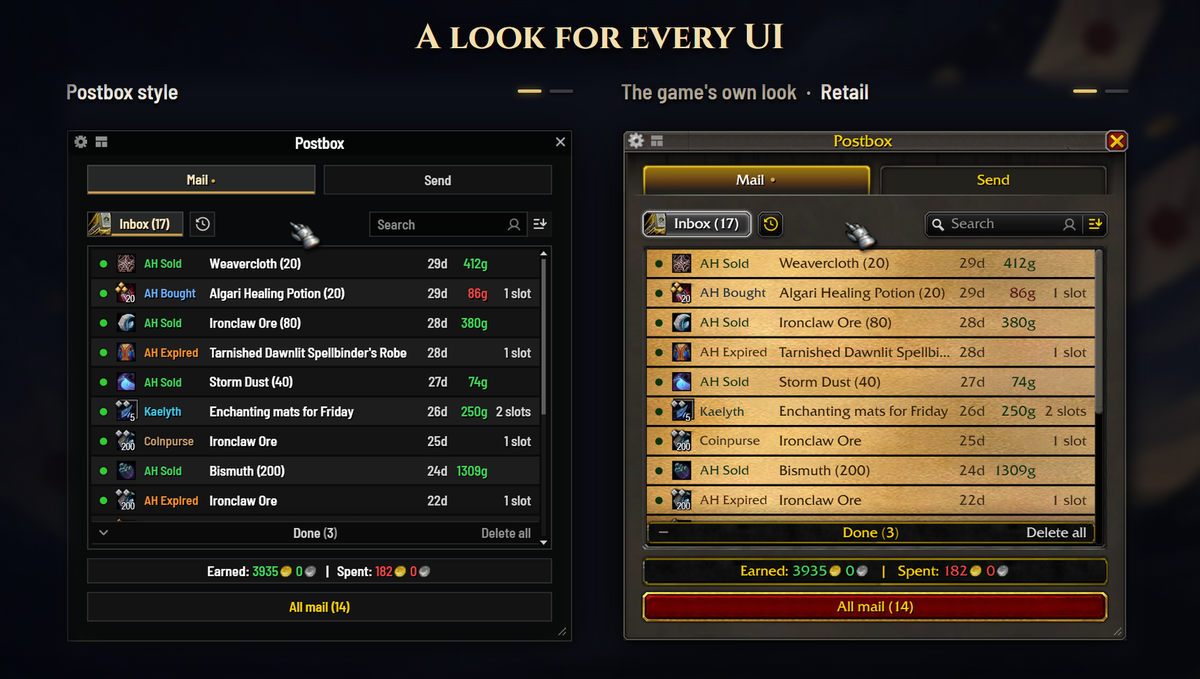 A LOOK FOR EVERY UI
Postbox style
Postbox
Mail •
Send
Inbox (17)
Search
AH Sold Weavercloth (20) 29d 412g
20 AH Bought Algari Healing Potion (20) 29d 86g 1 slot
AH Sold Ironclaw Ore (80) 28d 380g
AH Expired Tarnished Dawnlit Spellbinder's Robe 28d 1 slot
AH Sold Storm Dust (40) 27d 74g
5 Kaelyth Enchanting mats for Friday 26d 250g 2 slots
200 Coinpurse Ironclaw Ore 25d 1 slot
AH Sold Bismuth (200) 24d 1309g
200 AH Expired Ironclaw Ore 22d 1 slot
Done (3) Delete all
Earned: 3935 0 | Spent: 182 0
All mail (14)
The game's own look · Retail
Postbox
Mail •
Send
Inbox (17)
Search
AH Sold Weavercloth (20) 29d 412g
20 AH Bought Algari Healing Potion (20) 29d 86g 1 slot
AH Sold Ironclaw Ore (80) 28d 380g
AH Expired Tarnished Dawnlit Spellbi... 28d 1 slot
AH Sold Storm Dust (40) 27d 74g
5 Kaelyth Enchanting mats for Friday 26d 250g 2 slots
200 Coinpurse Ironclaw Ore 25d 1 slot
AH Sold Bismuth (200) 24d 1309g
200 AH Expired Ironclaw Ore 22d 1 slot
Done (3) Delete all
Earned: 3935 0 | Spent: 182 0
All mail (14)